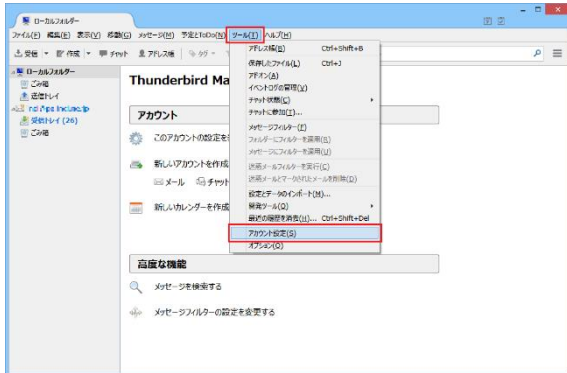 ローカルフォルダー
ファイル(F) 編集(E) 表示(V) 移動(G) メッセージ(M) 予定とToDo(N) ツール(T) ヘルプ(H)
受信 作成 チャット アドレス帳 タグ
アドレス帳(B) Ctrl+Shift+B
保存したファイル(L) Ctrl+J
アドオン(A)
イベントログの管理(V)
チャット状態(C)
チャットに参加(I)...
メッセージフィルター(F)
フォルダーにフィルターを適用(R)
メッセージにフィルターを適用(U)
迷惑メールフィルターを実行(C)
迷惑メールとマークされたメールを削除(D)
設定とデータのインポート(M)...
開発ツール(O)
最近の履歴を消去(H)... Ctrl+Shift+Del
アカウント設定(S)
オプション(O)
ローカルフォルダー
ごみ箱
送信トレイ
受信トレイ (26)
ごみ箱
Thunderbird Ma
アカウント
このアカウントの設定を
新しいアカウントを作成
メール チャット
新しいカレンダーを作成
高度な機能
メッセージを検索する
メッセージフィルターの設定を変更する